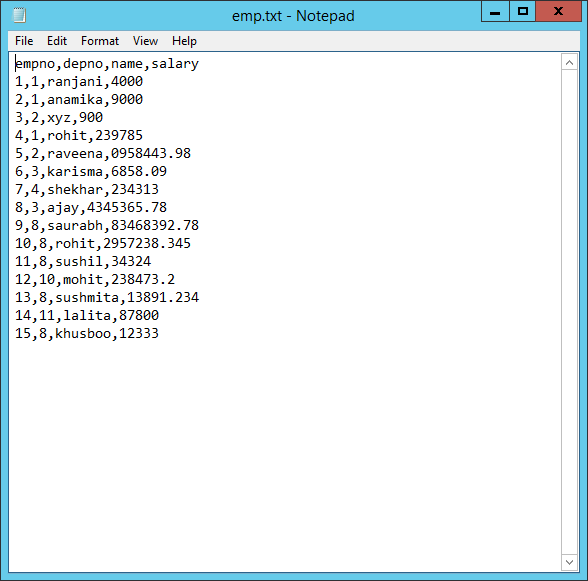 emp.txt - Notepad
File Edit Format View Help
empno,depno,name,salary
1,1,ranjani,4000
2,1,anamika,9000
3,2,xyz,900
4,1,rohit,239785
5,2,raveena,0958443.98
6,3,karisma,6858.09
7,4,shekhar,234313
8,3,ajay,4345365.78
9,8,saurabh,83468392.78
10,8,rohit,2957238.345
11,8,sushil,34324
12,10,mohit,238473.2
13,8,sushmita,13891.234
14,11,lalita,87800
15,8,khusboo,12333